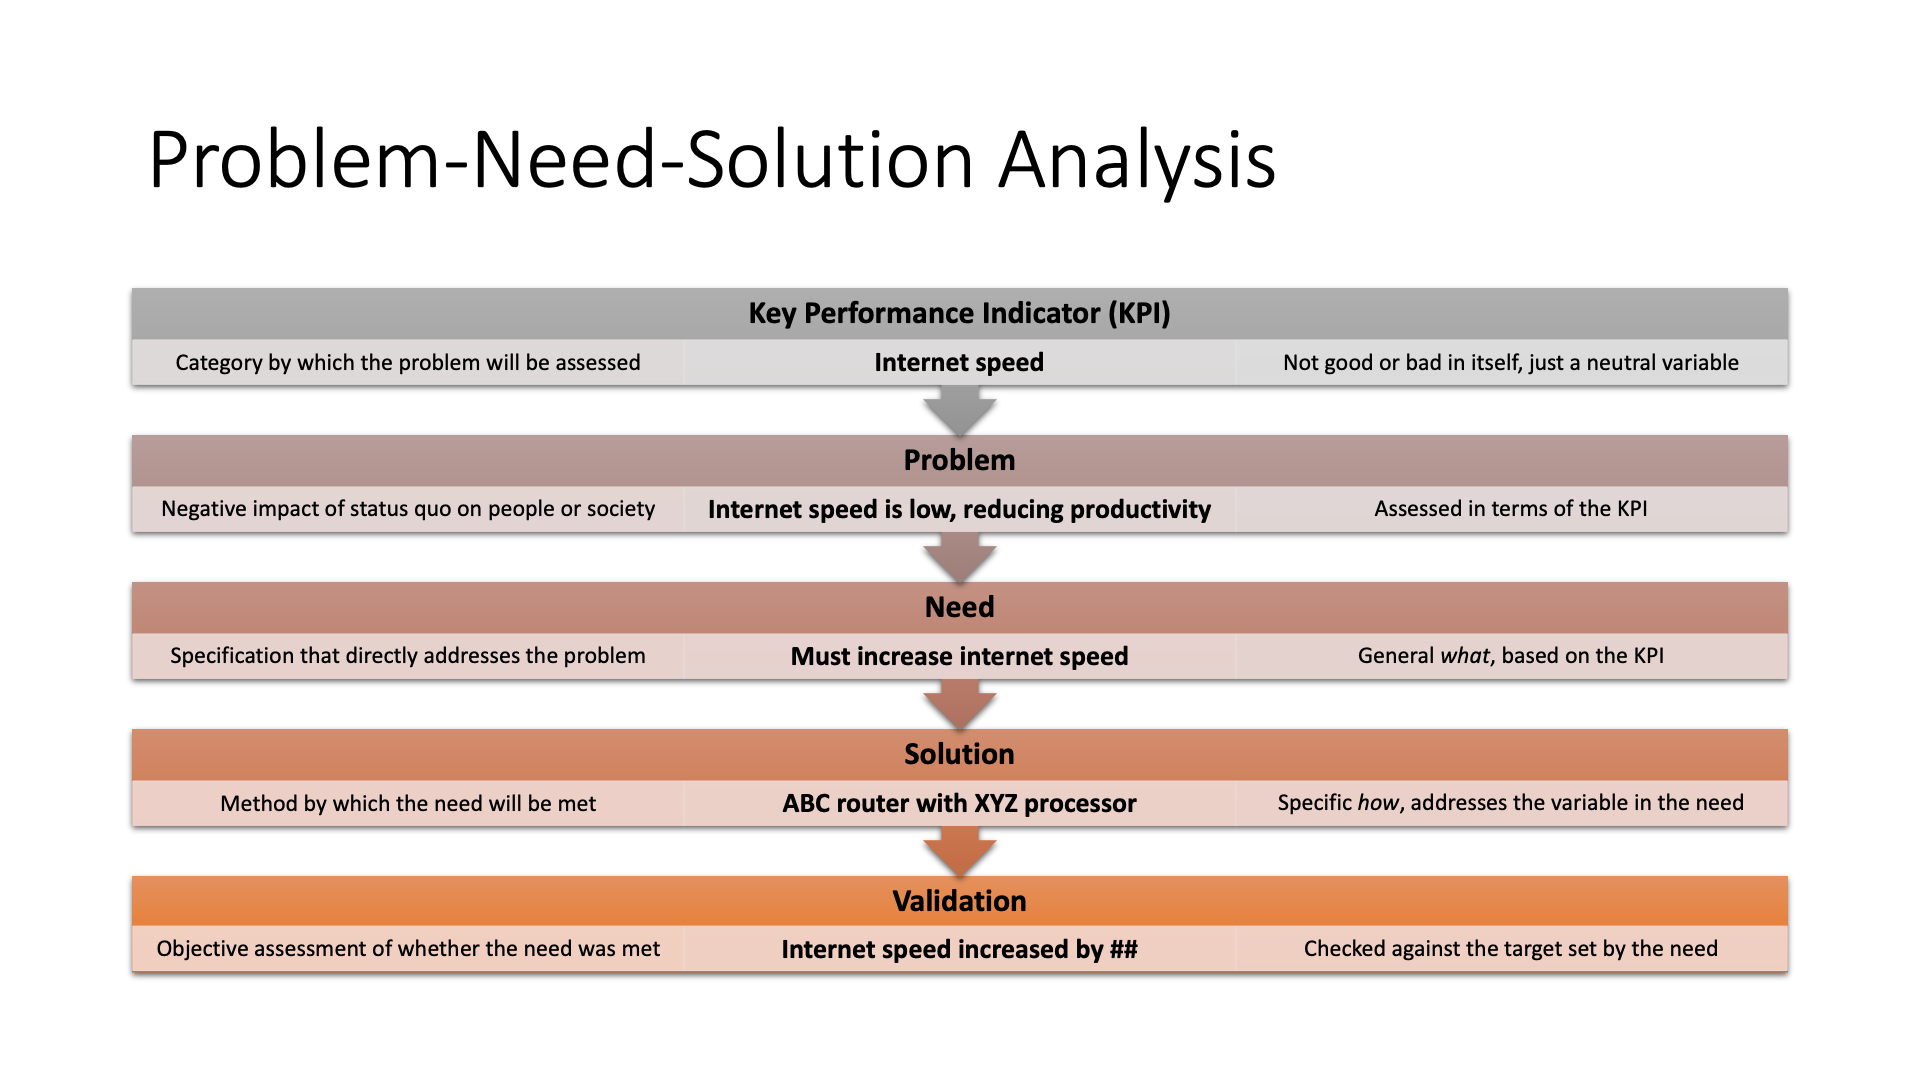 Problem-Need-Solution Analysis
Key Performance Indicator (KPI)
Category by which the problem will be assessed
Internet speed
Not good or bad in itself, just a neutral variable
Problem
Negative impact of status quo on people or society
Internet speed is low, reducing productivity
Assessed in terms of the KPI
Need
Specification that directly addresses the problem
Must increase internet speed
General what, based on the KPI
Solution
Method by which the need will be met
ABC router with XYZ processor
Specific how, addresses the variable in the need
Validation
Objective assessment of whether the need was met
Internet speed increased by ##
Checked against the target set by the need